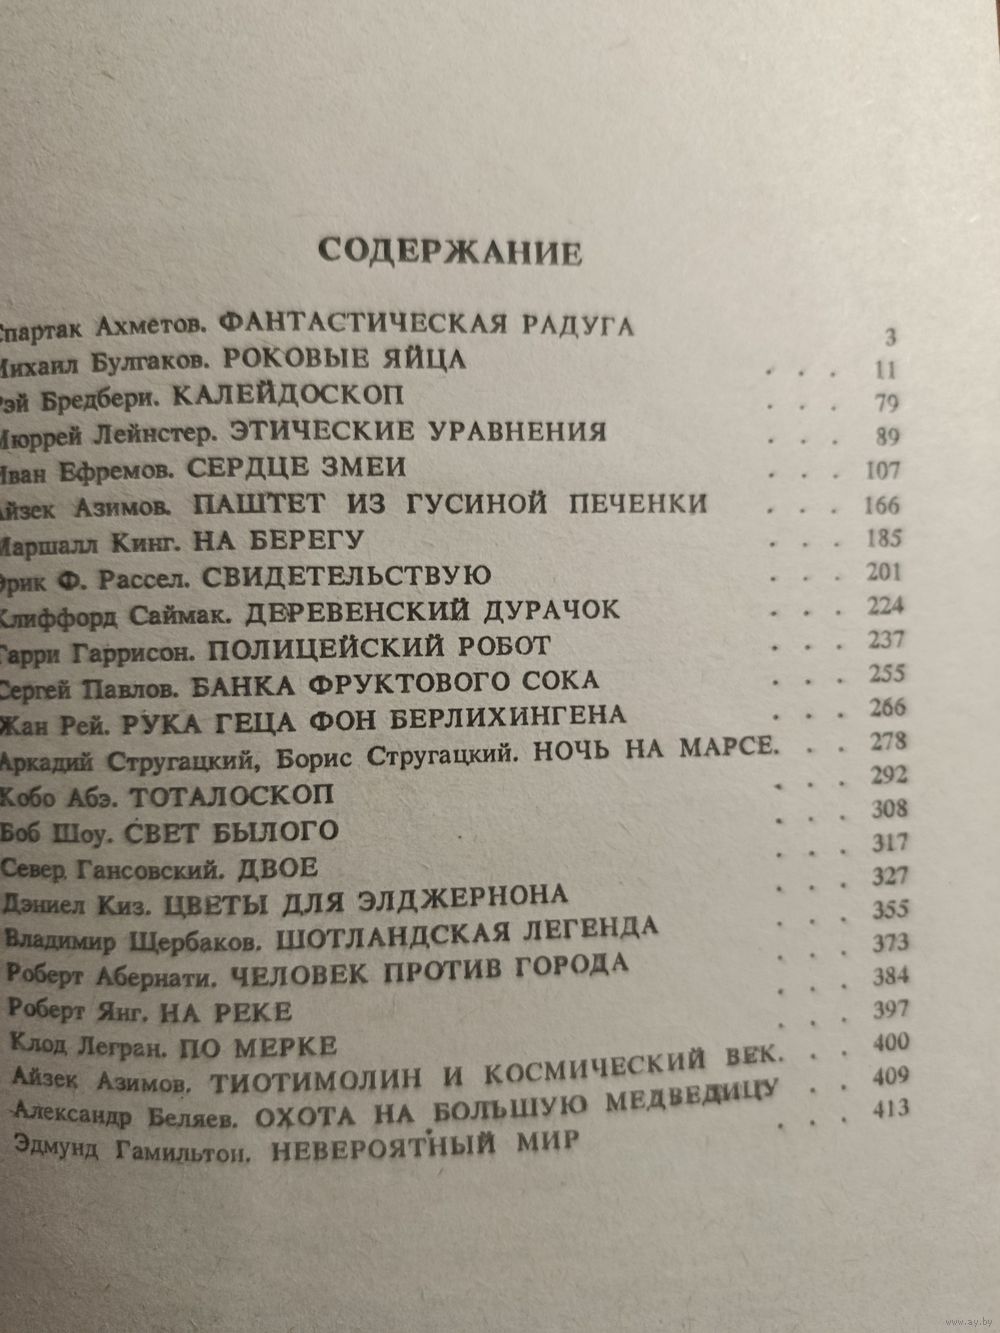 СОДЕРЖАНИЕ
Спартак Ахметов. ФАНТАСТИЧЕСКАЯ РАДУГА 3
Михаил Булгаков. РОКОВЫЕ ЯЙЦА . . . 11
Рэй Бредбери. КАЛЕЙДОСКОП . . . 79
Мюррей Лейнстер. ЭТИЧЕСКИЕ УРАВНЕНИЯ . . . 89
Иван Ефремов. СЕРДЦЕ ЗМЕИ . . . 107
Айзек Азимов. ПАШТЕТ ИЗ ГУСИНОЙ ПЕЧЕНКИ . . . 166
Маршалл Кинг. НА БЕРЕГУ . . . 185
Эрик Ф. Рассел. СВИДЕТЕЛЬСТВУЮ . . . 201
Клиффорд Саймак. ДЕРЕВЕНСКИЙ ДУРАЧОК . . . 224
Гарри Гаррисон. ПОЛИЦЕЙСКИЙ РОБОТ . . . 237
Сергей Павлов. БАНКА ФРУКТОВОГО СОКА . . . 255
Жан Рей. РУКА ГЕЦА ФОН БЕРЛИХИНГЕНА . . . 266
Аркадий Стругацкий, Борис Стругацкий. НОЧЬ НА МАРСЕ. . . 278
Кобо Абэ. ТОТАЛОСКОП . . . 292
Боб Шоу. СВЕТ БЫЛОГО . . . 308
Север Гансовский. ДВОЕ . . . 317
Дэниел Киз. ЦВЕТЫ ДЛЯ ЭЛДЖЕРНОНА . . . 327
Владимир Щербаков. ШОТЛАНДСКАЯ ЛЕГЕНДА . . . 355
Роберт Абернати. ЧЕЛОВЕК ПРОТИВ ГОРОДА . . . 373
Роберт Янг. НА РЕКЕ . . . 384
Клод Легран. ПО МЕРКЕ . . . 397
Айзек Азимов. ТИОТИМОЛИН И КОСМИЧЕСКИЙ ВЕК. . . 400
Александр Беляев. ОХОТА НА БОЛЬШУЮ МЕДВЕДИЦУ . . 409
Эдмунд Гамильтон. НЕВЕРОЯТНЫЙ МИР . . . 413
www.ay.by